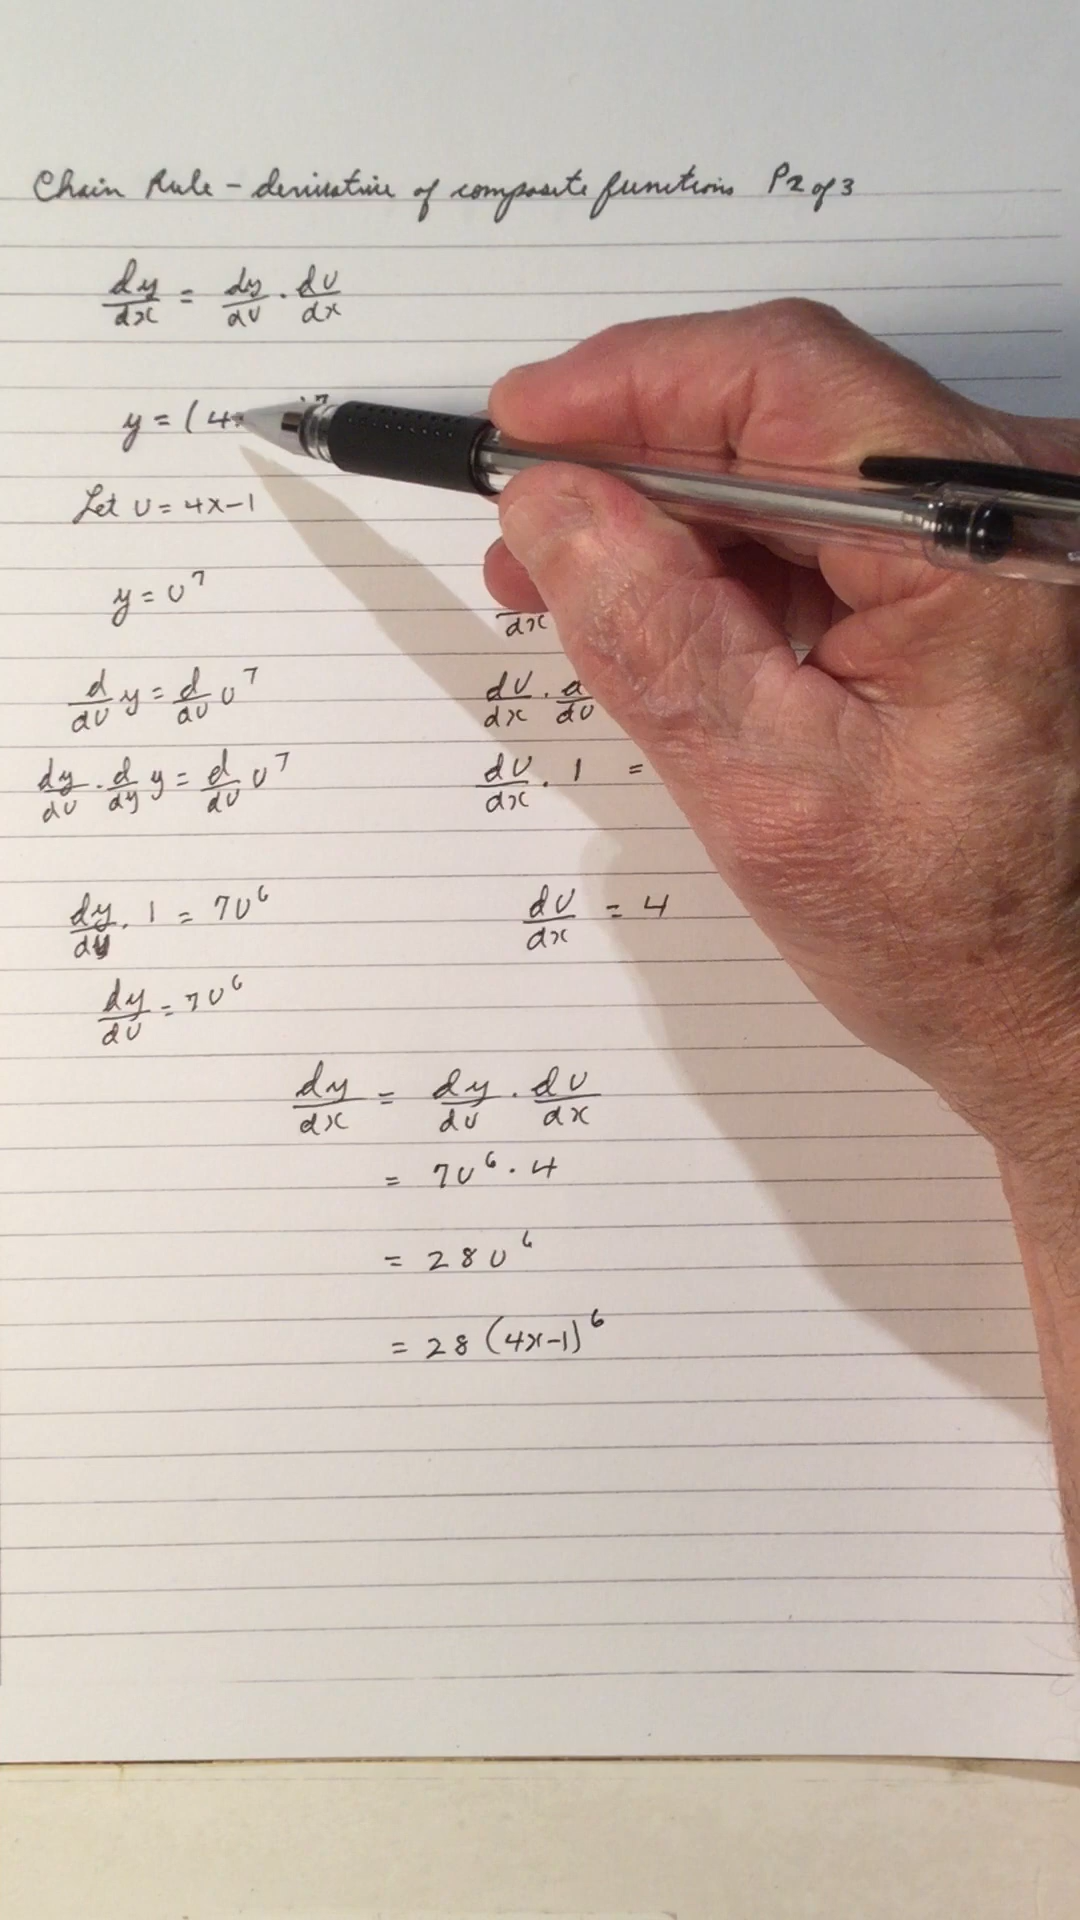 Chain Rule - derivative of composite functions P2 of 3
dy/dx = dy/du · du/dx
y = (4
Let u = 4x-1
y = u^7
dx
d/du y = d/du u^7
du/dx · d/du
dy/du · d/dy y = d/du u^7
du/dx · 1 =
dy/du · 1 = 7u^6
du/dx = 4
dy/du = 7u^6
dy/dx = dy/du · du/dx
= 7u^6 · 4
= 28u^6
= 28(4x-1)^6